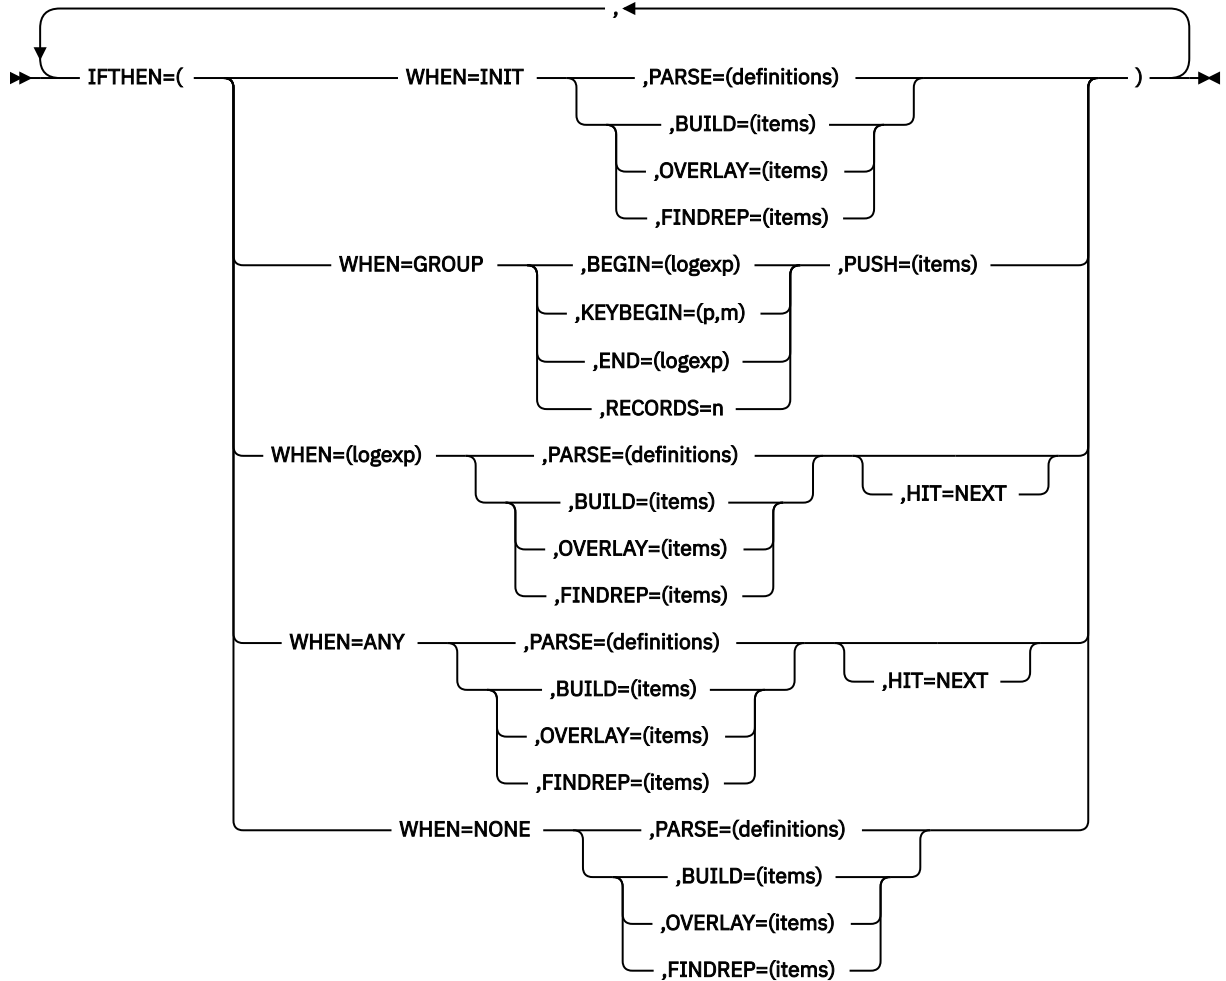 ,
IFTHEN=( WHEN=INIT ,PARSE=(definitions) )
,BUILD=(items)
,OVERLAY=(items)
,FINDREP=(items)
WHEN=GROUP ,BEGIN=(logexp) ,PUSH=(items)
,KEYBEGIN=(p,m)
,END=(logexp)
,RECORDS=n
WHEN=(logexp) ,PARSE=(definitions)
,HIT=NEXT
,BUILD=(items)
,OVERLAY=(items)
,FINDREP=(items)
WHEN=ANY ,PARSE=(definitions)
,HIT=NEXT
,BUILD=(items)
,OVERLAY=(items)
,FINDREP=(items)
WHEN=NONE ,PARSE=(definitions)
,BUILD=(items)
,OVERLAY=(items)
,FINDREP=(items)